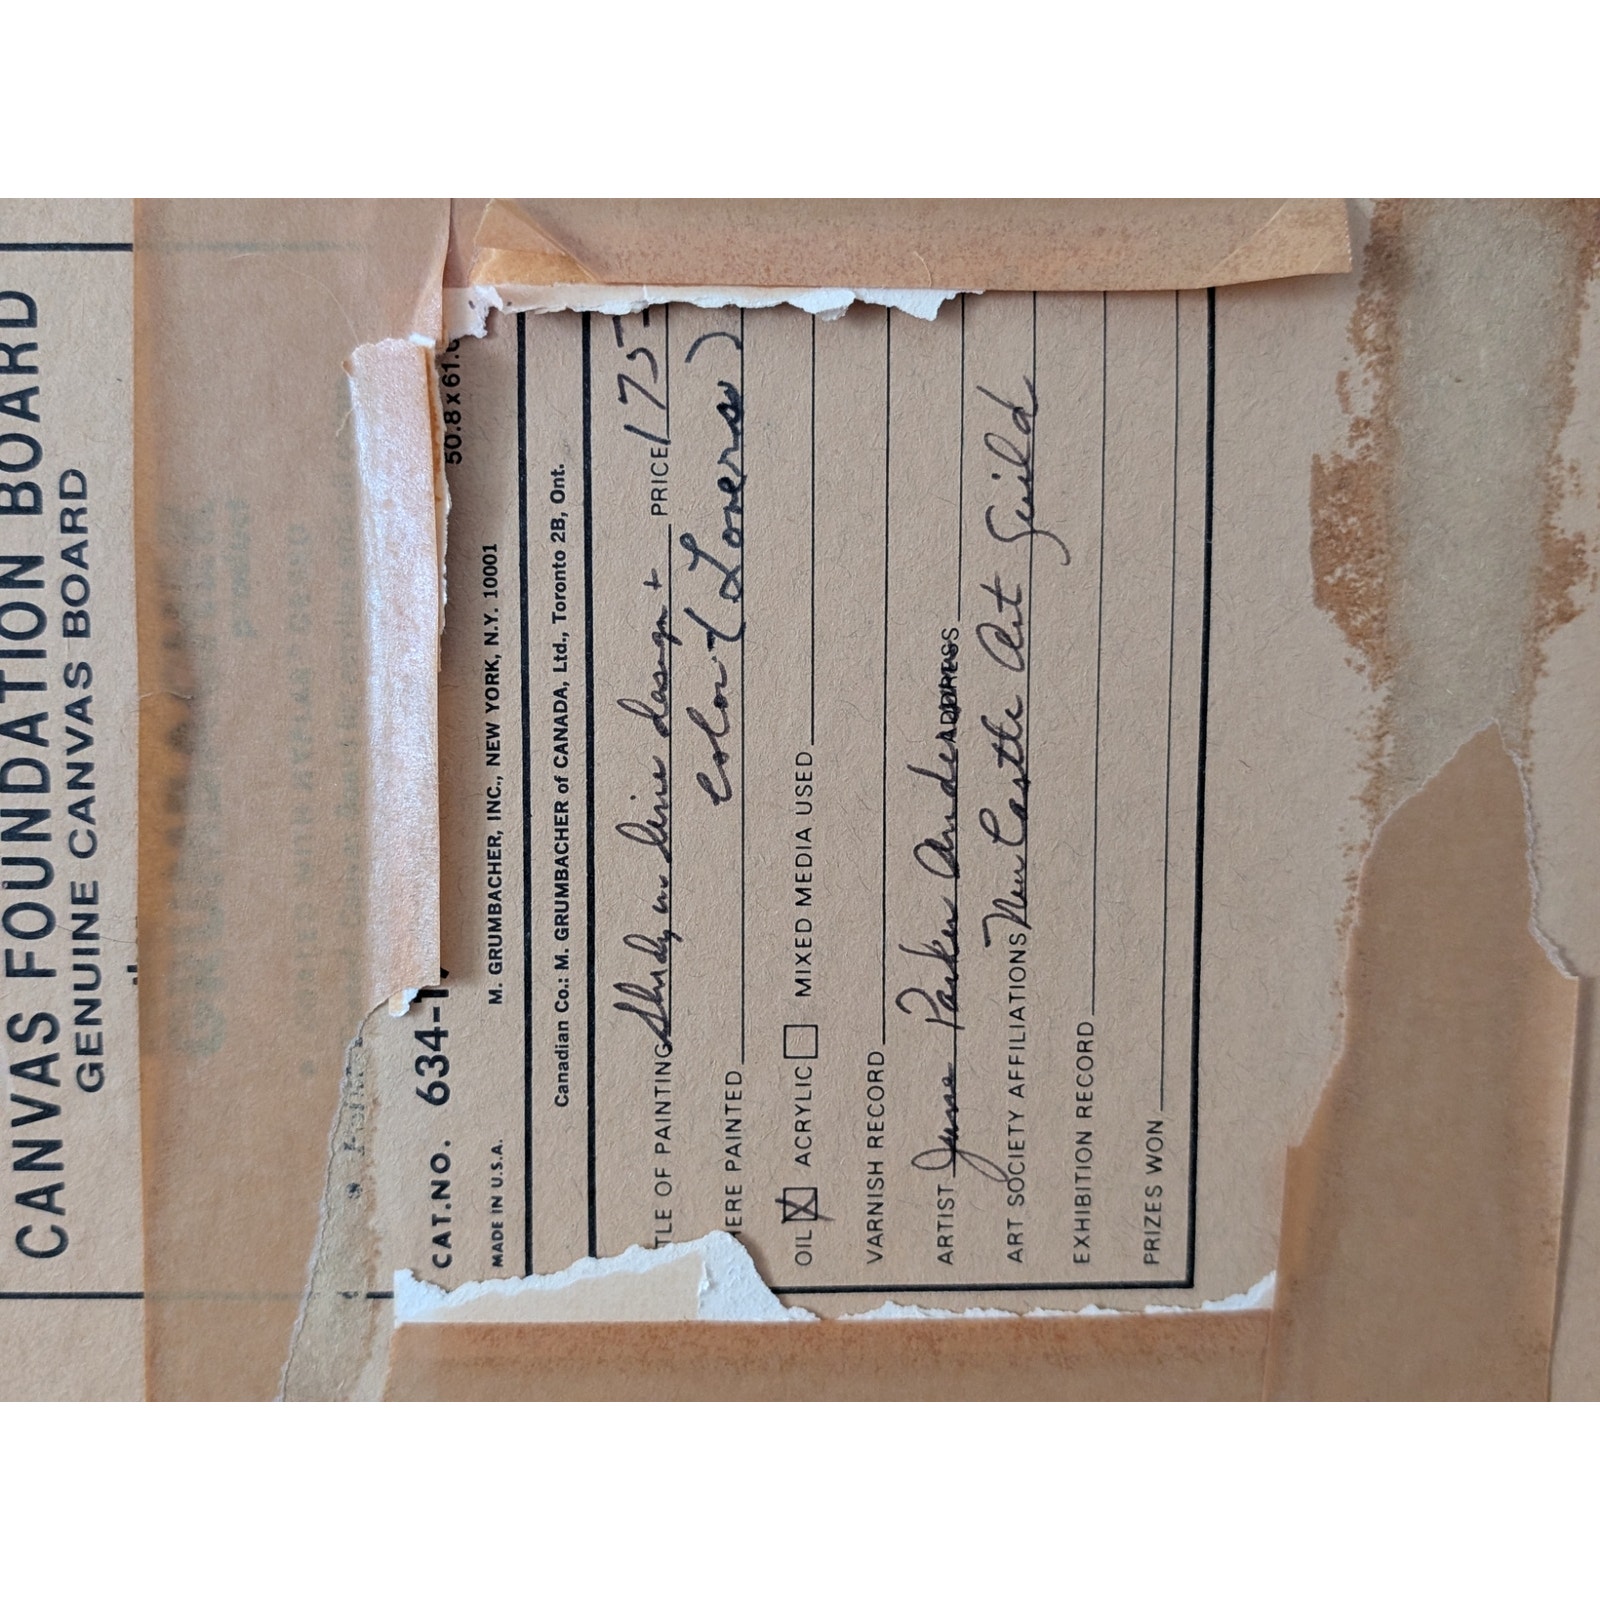 CANVAS FOUNDATION BOARD
GENUINE CANVAS BOARD
CAT.NO. 634-1 50.8 x 61.
MADE IN U.S.A. M. GRUMBACHER, INC., NEW YORK, N.Y. 10001
Canadian Co.: M. GRUMBACHER of CANADA, Ltd., Toronto 2B, Ont.
TLE OF PAINTING Study in line design + PRICE 175
HERE PAINTED color (Lovers)
OIL ☒ ACRYLIC ☐ MIXED MEDIA USED
VARNISH RECORD
ARTIST June Parker Anderson ADDRESS
ART SOCIETY AFFILIATIONS New Castle Art Guild
EXHIBITION RECORD
PRIZES WON